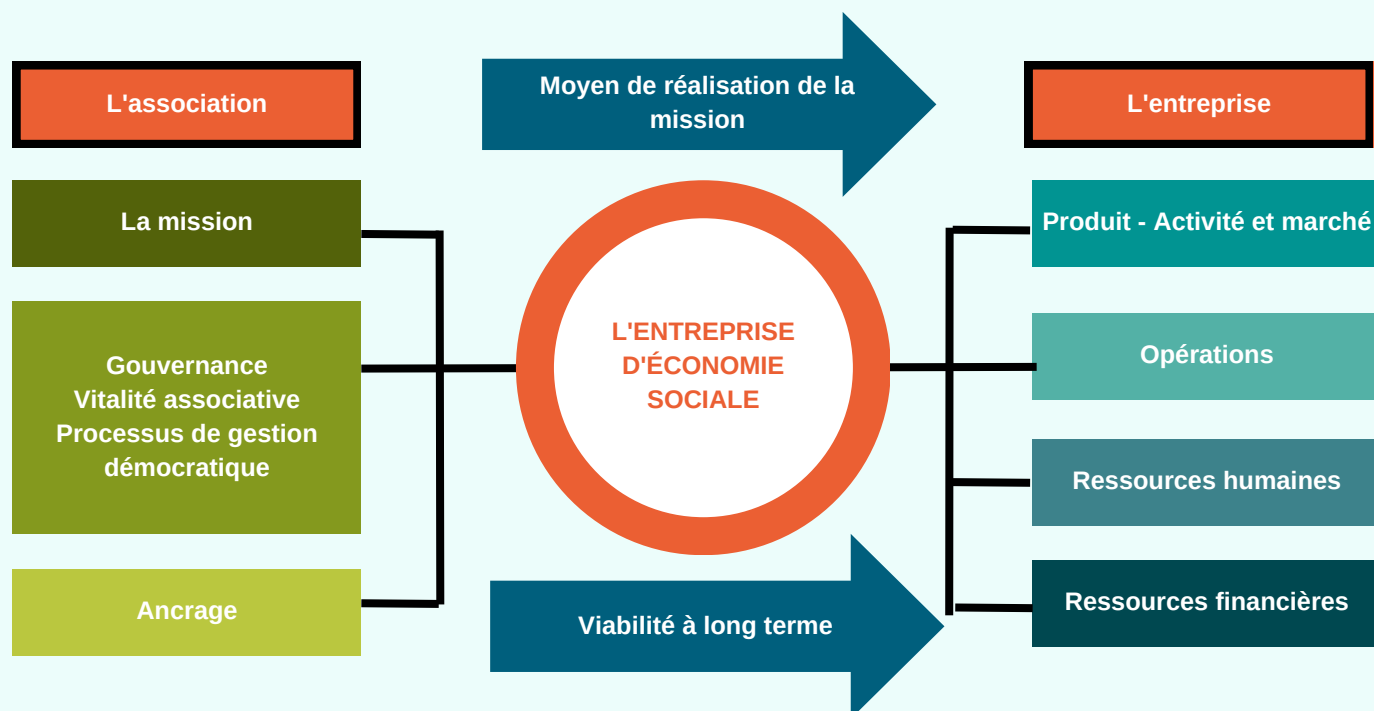 L'association
Moyen de réalisation de la
mission
L'entreprise
La mission
Gouvernance
Vitalité associative
Processus de gestion
démocratique
Ancrage
L'ENTREPRISE
D'ÉCONOMIE
SOCIALE
Viabilité à long terme
Produit - Activité et marché
Opérations
Ressources humaines
Ressources financières